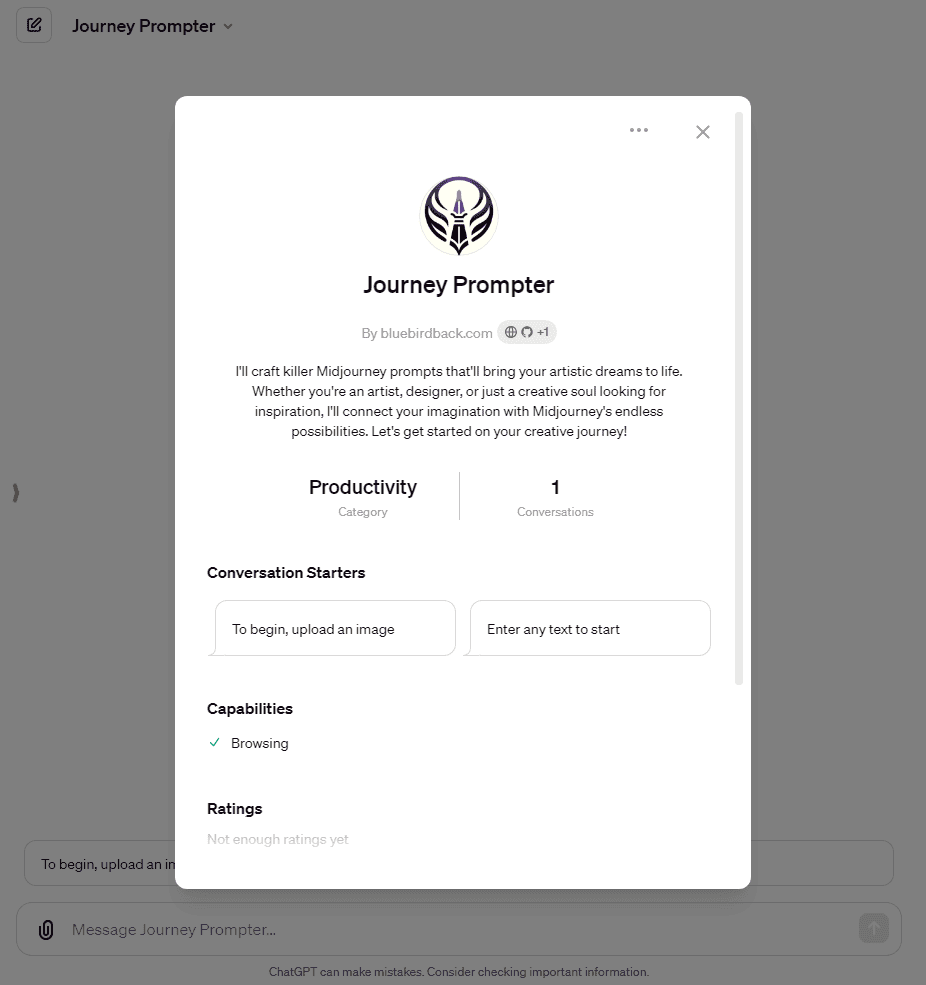 Journey Prompter
Journey Prompter
By bluebirdback.com +1
I'll craft killer Midjourney prompts that'll bring your artistic dreams to life.
Whether you're an artist, designer, or just a creative soul looking for
inspiration, I'll connect your imagination with Midjourney's endless
possibilities. Let's get started on your creative journey!
Productivity
Category
1
Conversations
Conversation Starters
To begin, upload an image
Enter any text to start
Capabilities
Browsing
Ratings
Not enough ratings yet
To begin, upload an im
Message Journey Prompter...
ChatGPT can make mistakes. Consider checking important information.